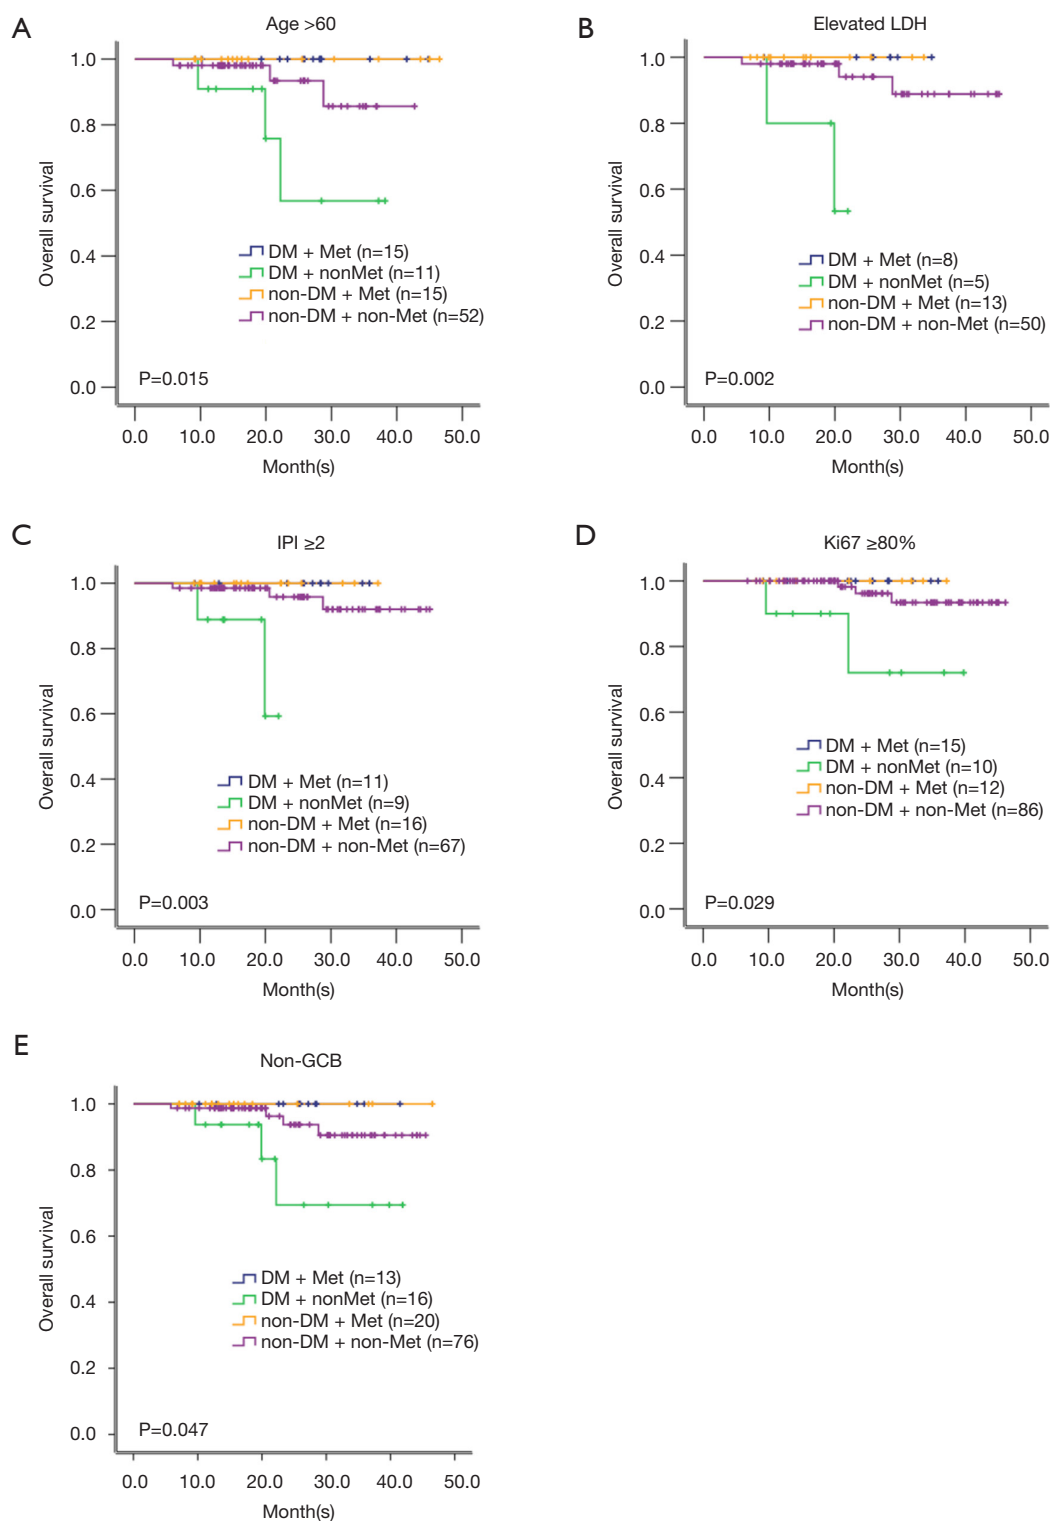 A
Age >60
Overall survival
1.0
0.8
0.6
0.4
0.2
0.0
DM + Met (n=15)
DM + nonMet (n=11)
non-DM + Met (n=15)
non-DM + non-Met (n=52)
P=0.015
0.0 10.0 20.0 30.0 40.0 50.0
Month(s)
B
Elevated LDH
Overall survival
1.0
0.8
0.6
0.4
0.2
0.0
DM + Met (n=8)
DM + nonMet (n=5)
non-DM + Met (n=13)
non-DM + non-Met (n=50)
P=0.002
0.0 10.0 20.0 30.0 40.0 50.0
Month(s)
C
IPI ≥2
Overall survival
1.0
0.8
0.6
0.4
0.2
0.0
DM + Met (n=11)
DM + nonMet (n=9)
non-DM + Met (n=16)
non-DM + non-Met (n=67)
P=0.003
0.0 10.0 20.0 30.0 40.0 50.0
Month(s)
D
Ki67 ≥80%
Overall survival
1.0
0.8
0.6
0.4
0.2
0.0
DM + Met (n=15)
DM + nonMet (n=10)
non-DM + Met (n=12)
non-DM + non-Met (n=86)
P=0.029
0.0 10.0 20.0 30.0 40.0 50.0
Month(s)
E
Non-GCB
Overall survival
1.0
0.8
0.6
0.4
0.2
0.0
DM + Met (n=13)
DM + nonMet (n=16)
non-DM + Met (n=20)
non-DM + non-Met (n=76)
P=0.047
0.0 10.0 20.0 30.0 40.0 50.0
Month(s)